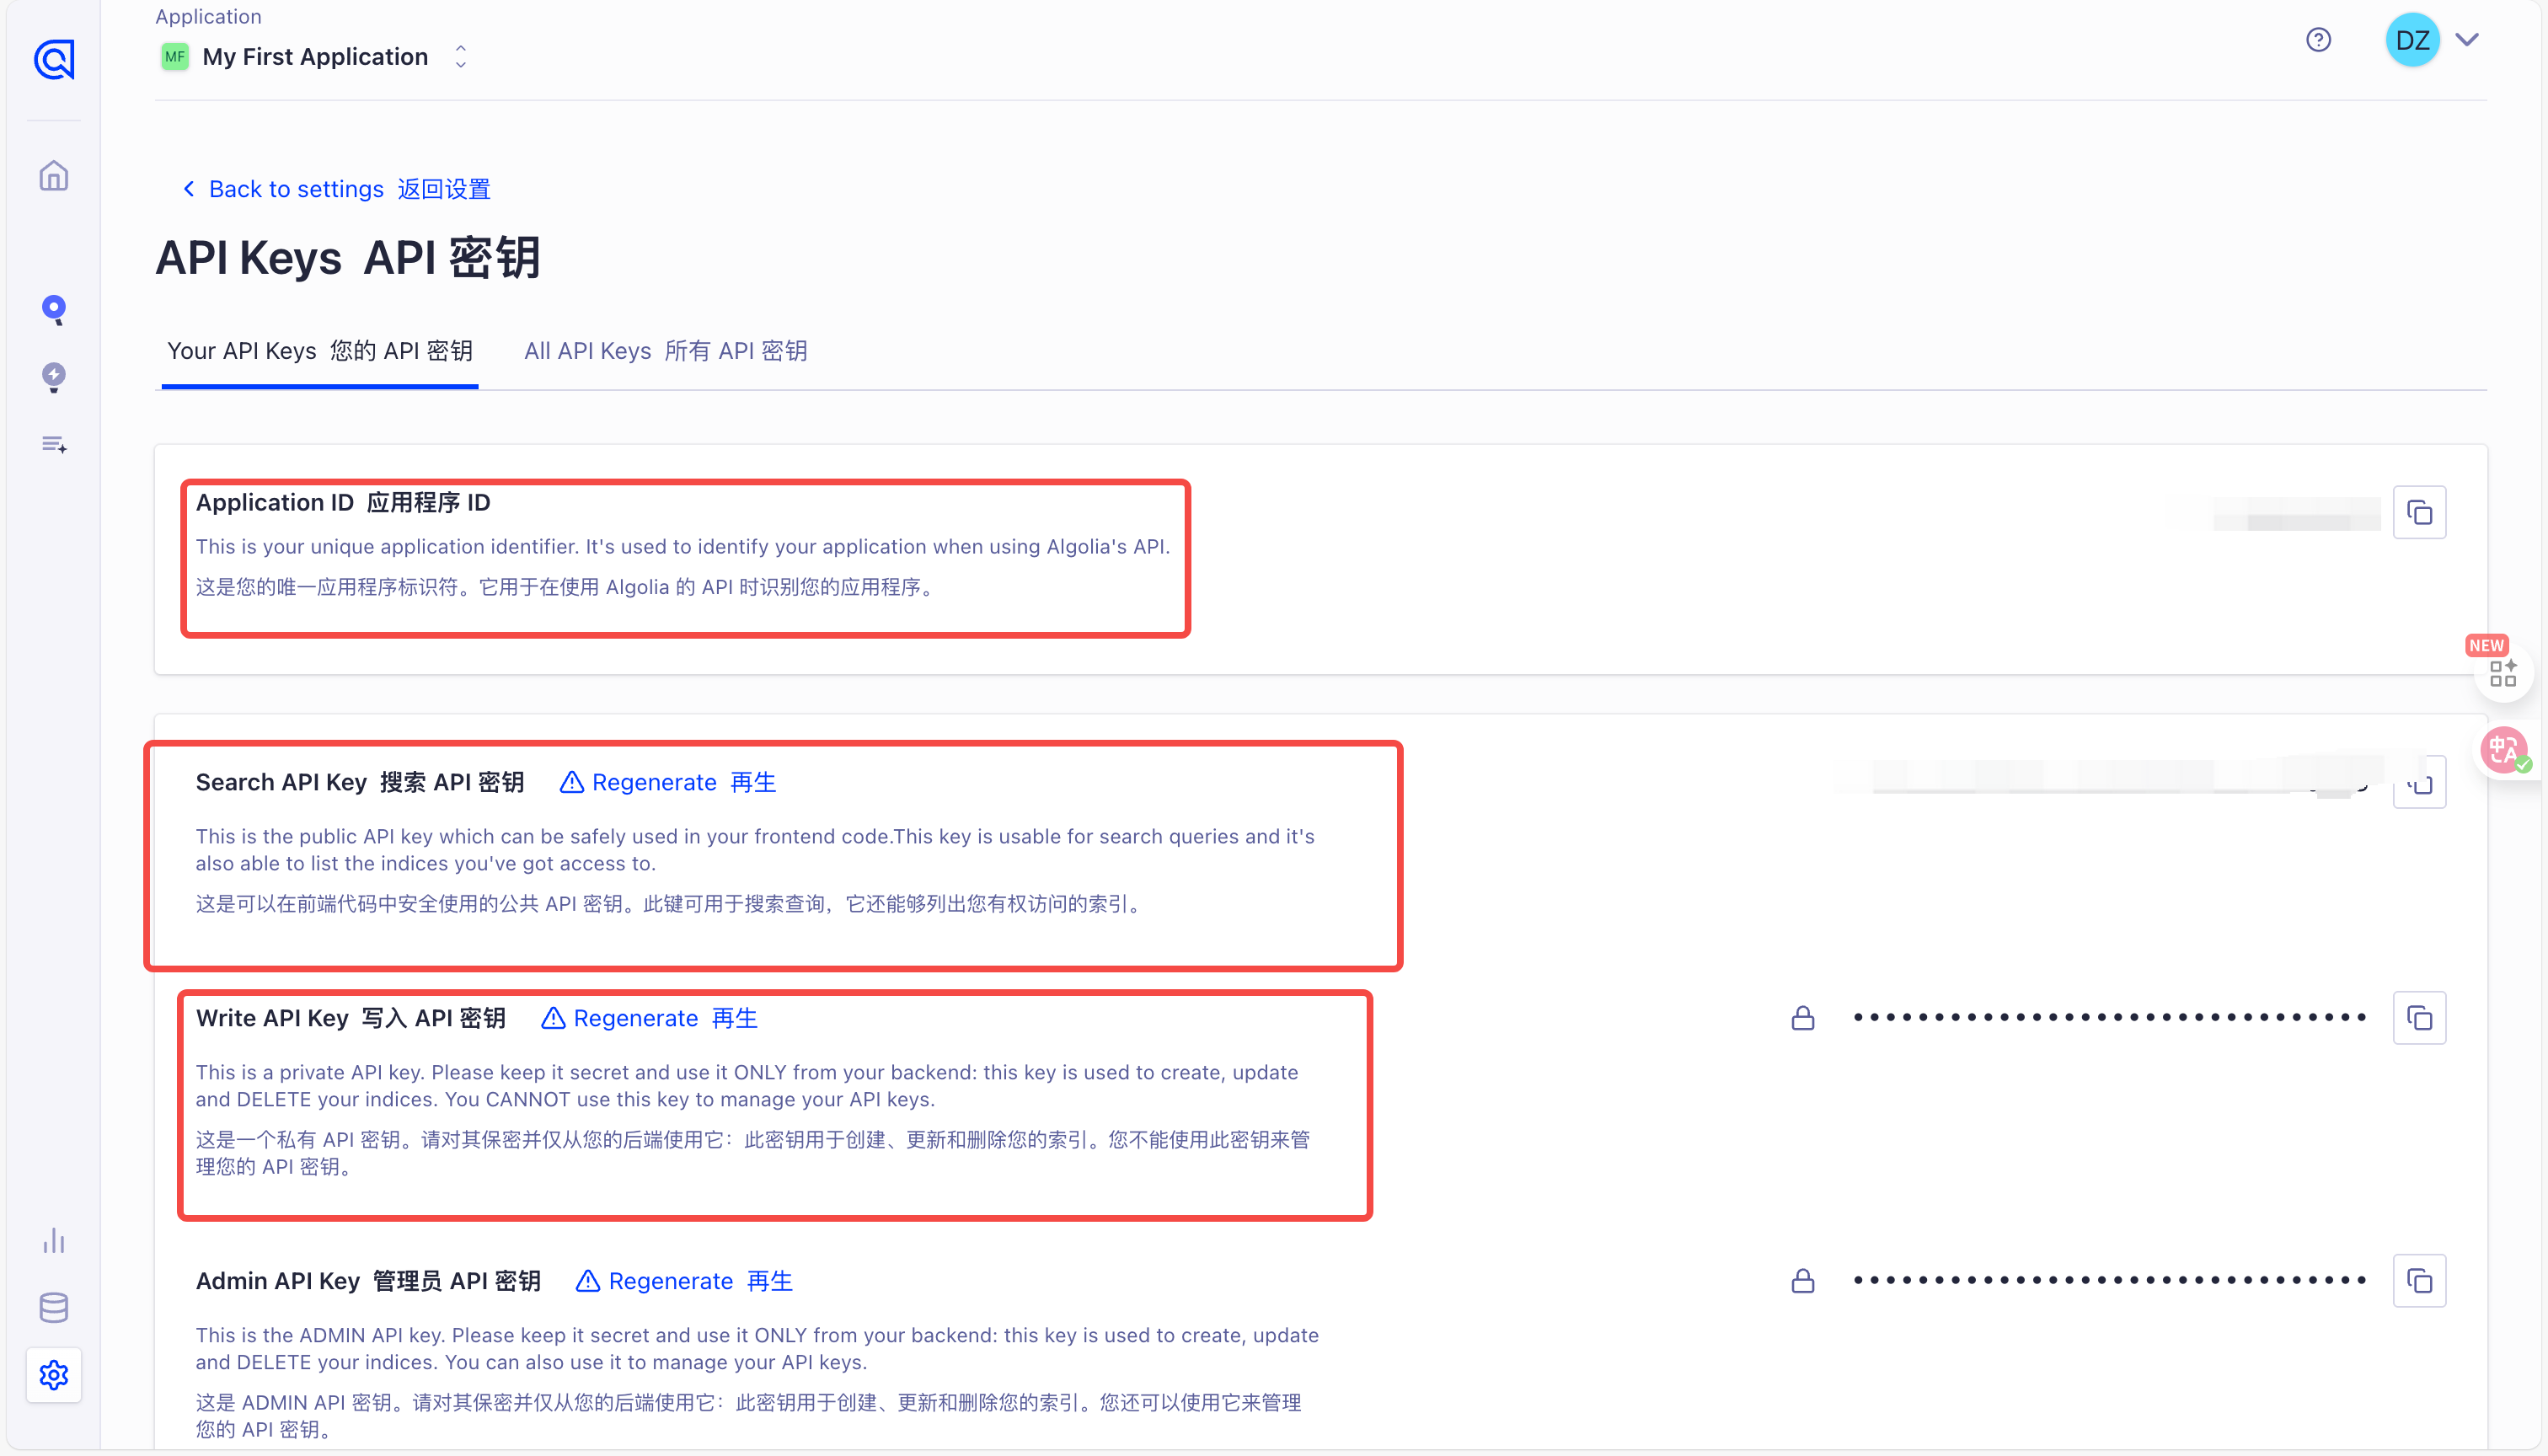 Application
MF My First Application
DZ
Back to settings 返回设置
API Keys API 密钥
Your API Keys 您的 API 密钥 All API Keys 所有 API 密钥
Application ID 应用程序 ID
This is your unique application identifier. It's used to identify your application when using Algolia's API.
这是您的唯一应用程序标识符。它用于在使用 Algolia 的 API 时识别您的应用程序。
NEW
中 A
Search API Key 搜索 API 密钥 Regenerate 再生
This is the public API key which can be safely used in your frontend code.This key is usable for search queries and it's
also able to list the indices you've got access to.
这是可以在前端代码中安全使用的公共 API 密钥。此键可用于搜索查询，它还能够列出您有权访问的索引。
Write API Key 写入 API 密钥 Regenerate 再生
This is a private API key. Please keep it secret and use it ONLY from your backend: this key is used to create, update
and DELETE your indices. You CANNOT use this key to manage your API keys.
这是一个私有 API 密钥。请对其保密并仅从您的后端使用它：此密钥用于创建、更新和删除您的索引。您不能使用此密钥来管
理您的 API 密钥。
Admin API Key 管理员 API 密钥 Regenerate 再生
This is the ADMIN API key. Please keep it secret and use it ONLY from your backend: this key is used to create, update
and DELETE your indices. You can also use it to manage your API keys.
这是 ADMIN API 密钥。请对其保密并仅从您的后端使用它：此密钥用于创建、更新和删除您的索引。您还可以使用它来管理
您的 API 密钥。